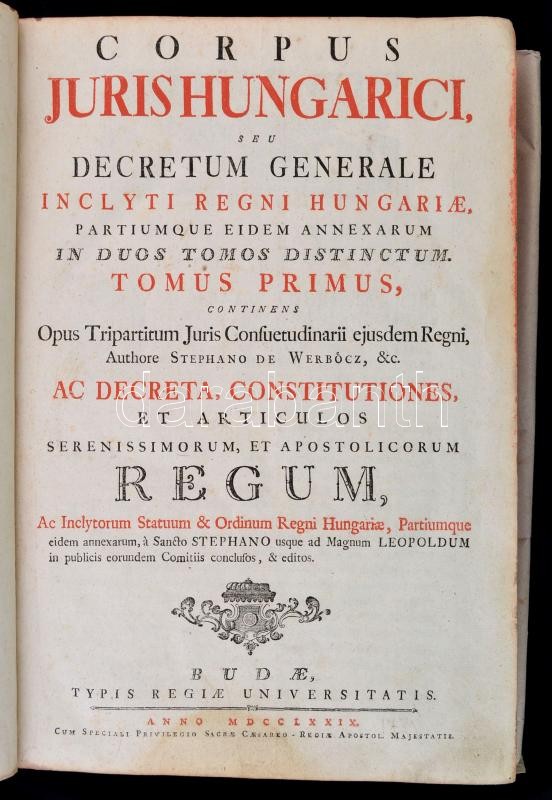 CORPUS
JURIS HUNGARICI,
SEU
DECRETUM GENERALE
INCLYTI REGNI HUNGARIÆ,
PARTIUMQUE EIDEM ANNEXARUM
IN DUOS TOMOS DISTINCTUM.
TOMUS PRIMUS,
CONTINENS
Opus Tripartitum Juris Conſuetudinarii ejusdem Regni,
Authore STEPHANO DE WERBŐCZ, &c.
AC DECRETA, CONSTITUTIONES,
ET ARTICULOS
SERENISSIMORUM, ET APOSTOLICORUM
REGUM,
Ac Inclytorum Statuum & Ordinum Regni Hungariæ, Partiumque
eidem annexarum, à Sancto STEPHANO usque ad Magnum LEOPOLDUM
in publicis eorundem Comitiis concluſos, & editos.
BUDÆ,
TYPIS REGIÆ UNIVERSITATIS.
ANNO MDCCLXXIX.
CUM SPECIALI PRIVILEGIO SACRÆ CÆSAREO-REGIÆ APOSTOL. MAJESTATIS.
darabanth